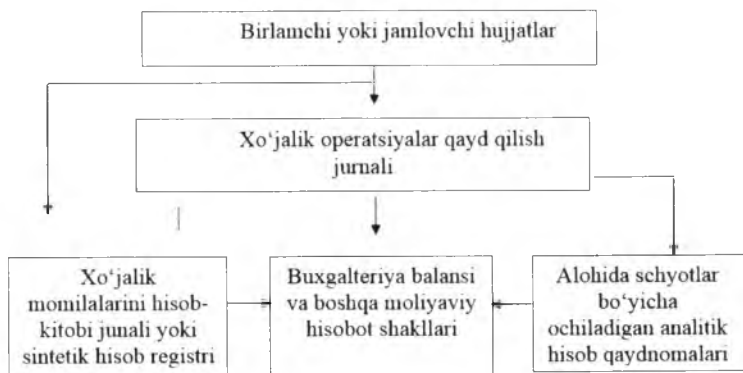 Birlamchi yoki jamlovchi hujjatlar
Xo‘jalik operatsiyalar qayd qilish
jurnali
Xo‘jalik
momilalarini hisob-
kitobi junali yoki
sintetik hisob registri
Buxgalteriya balansi
va boshqa moliyaviy
hisobot shakllari
Alohida schyotlar
bo‘yicha
ochiladigan analitik
hisob qaydnomalari